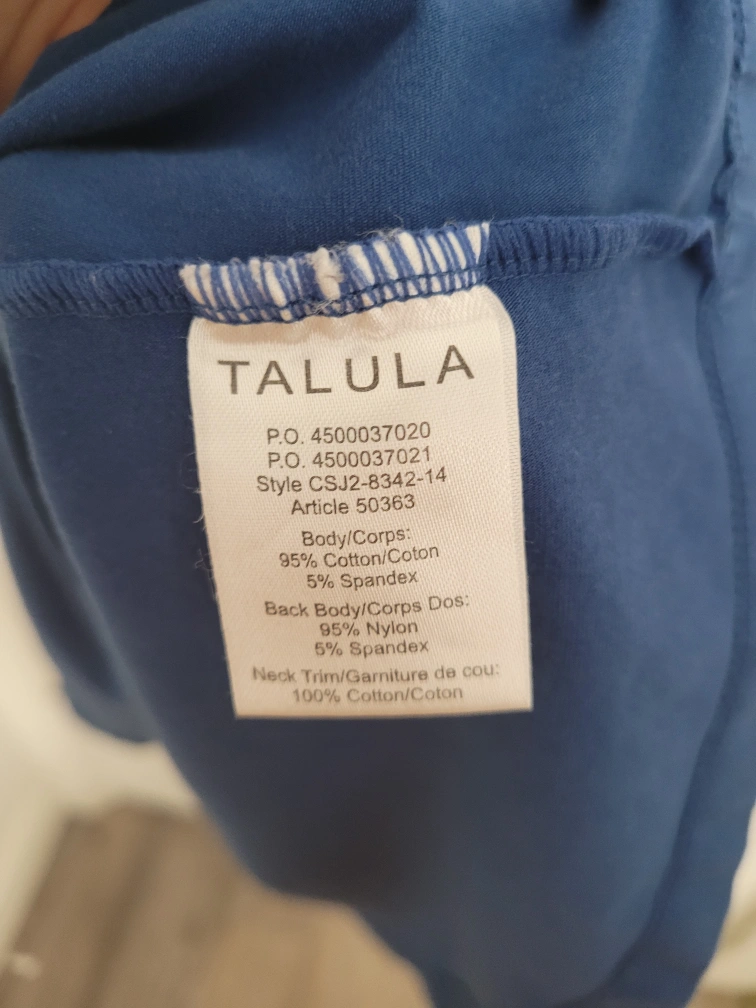 TALULA
P.O. 4500037020
P.O. 4500037021
Style CSJ2-8342-14
Article 50363
Body/Corps:
95% Cotton/Coton
5% Spandex
Back Body/Corps Dos:
95% Nylon
5% Spandex
Neck Trim/Garniture de cou:
100% Cotton/Coton